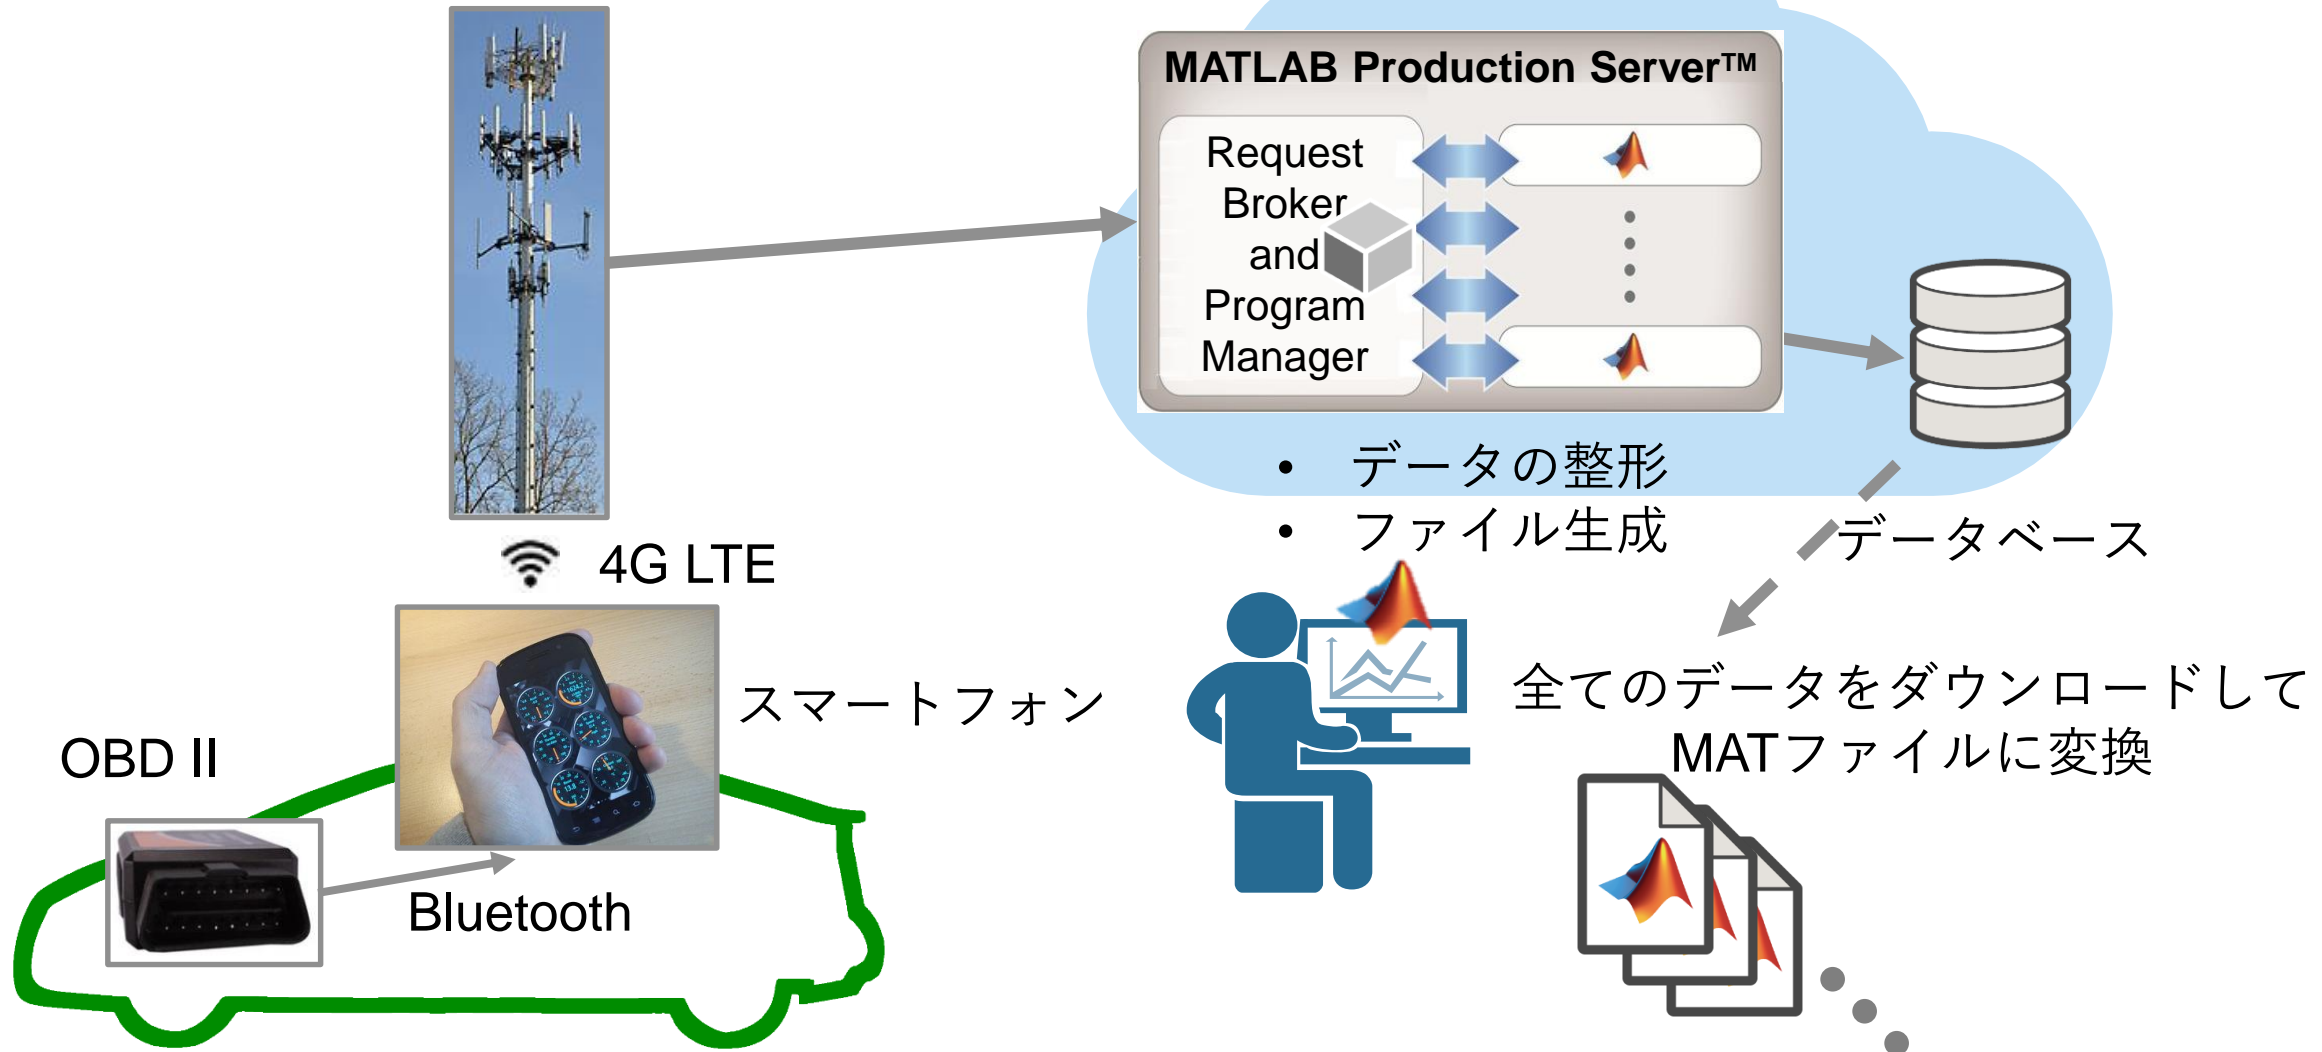 MATLAB Production Server™
Request
Broker
and
Program
Manager
• データの整形
• ファイル生成
データベース
4G LTE
スマートフォン
全てのデータをダウンロードして
MATファイルに変換
OBD II
Bluetooth